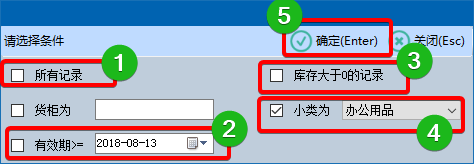 5
请选择条件 确定(Enter) 关闭(Esc)
1 3
所有记录 库存大于0的记录
货柜为 小类为 办公用品
2 4
有效期>= 2018-08-13